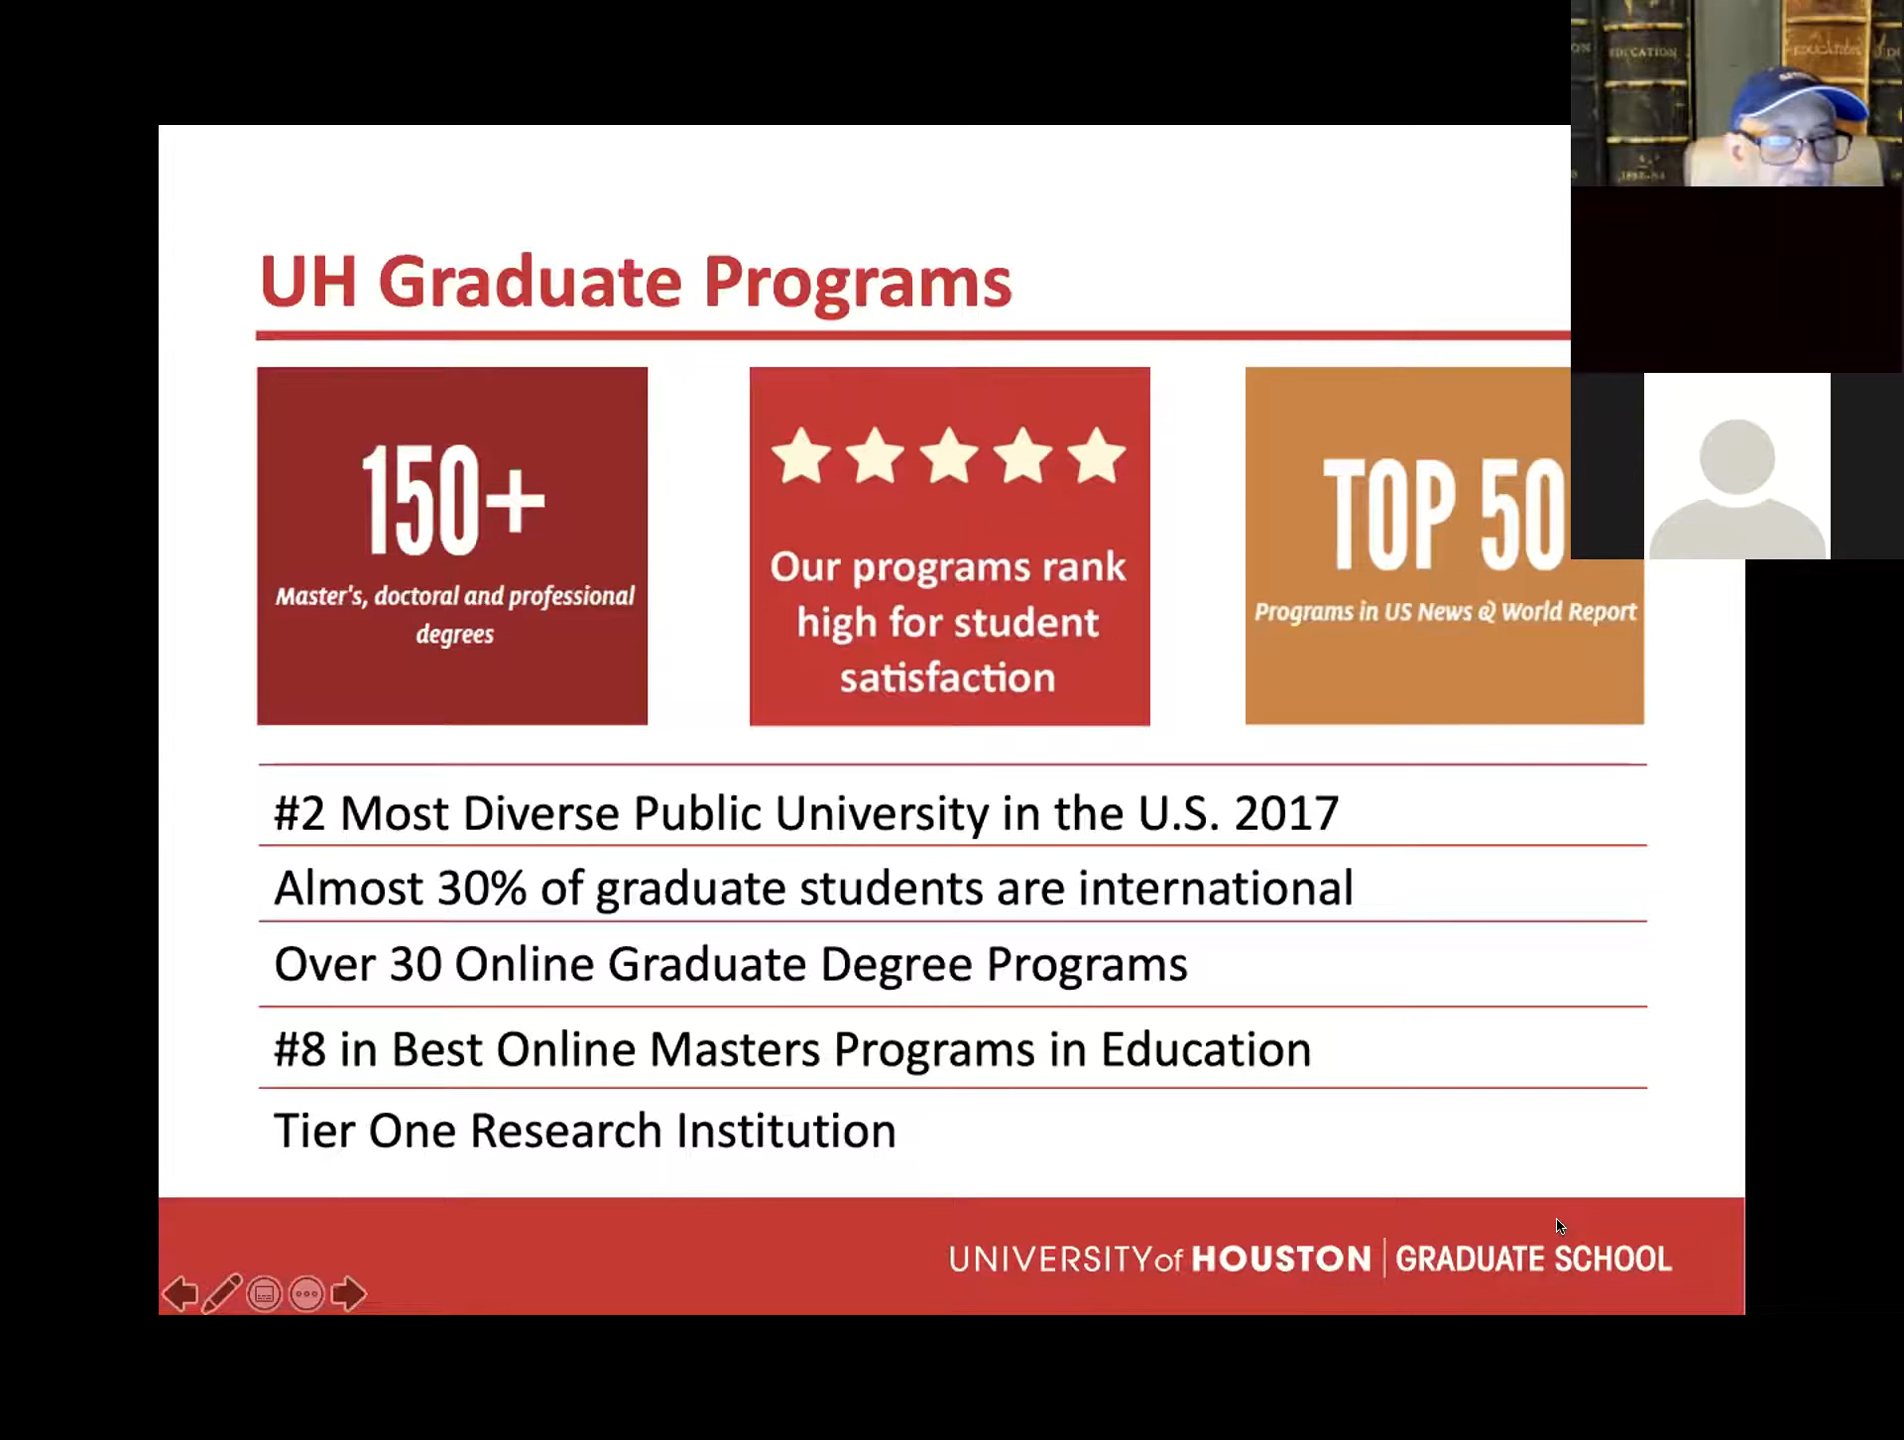 EDUCATION
UH Graduate Programs
150+
Master's, doctoral and professional
degrees
Our programs rank
high for student
satisfaction
TOP 50
Programs in US News @ World Report
#2 Most Diverse Public University in the U.S. 2017
Almost 30% of graduate students are international
Over 30 Online Graduate Degree Programs
#8 in Best Online Masters Programs in Education
Tier One Research Institution
UNIVERSITY of HOUSTON | GRADUATE SCHOOL